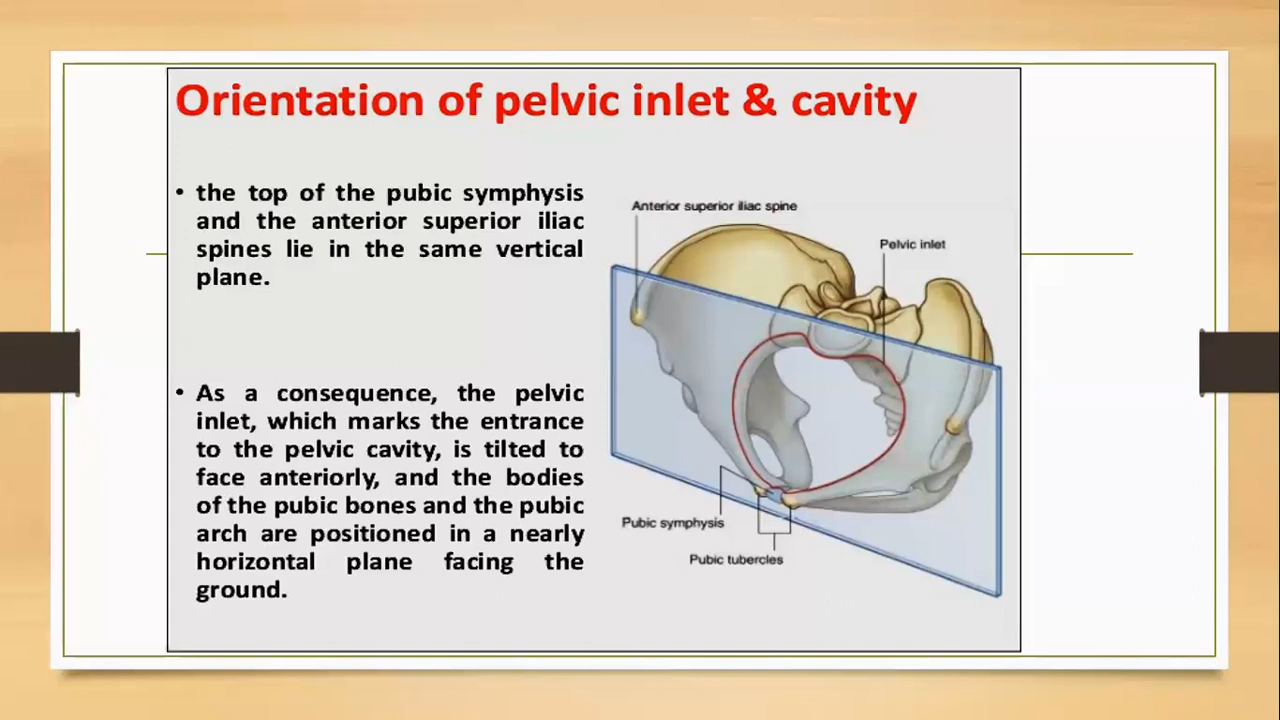 Orientation of pelvic inlet & cavity
• the top of the pubic symphysis
and the anterior superior iliac
spines lie in the same vertical
plane.
• As a consequence, the pelvic
inlet, which marks the entrance
to the pelvic cavity, is tilted to
face anteriorly, and the bodies
of the pubic bones and the pubic
arch are positioned in a nearly
horizontal plane facing the
ground.
Anterior superior iliac spine
Pelvic inlet
Pubic symphysis
Pubic tubercles